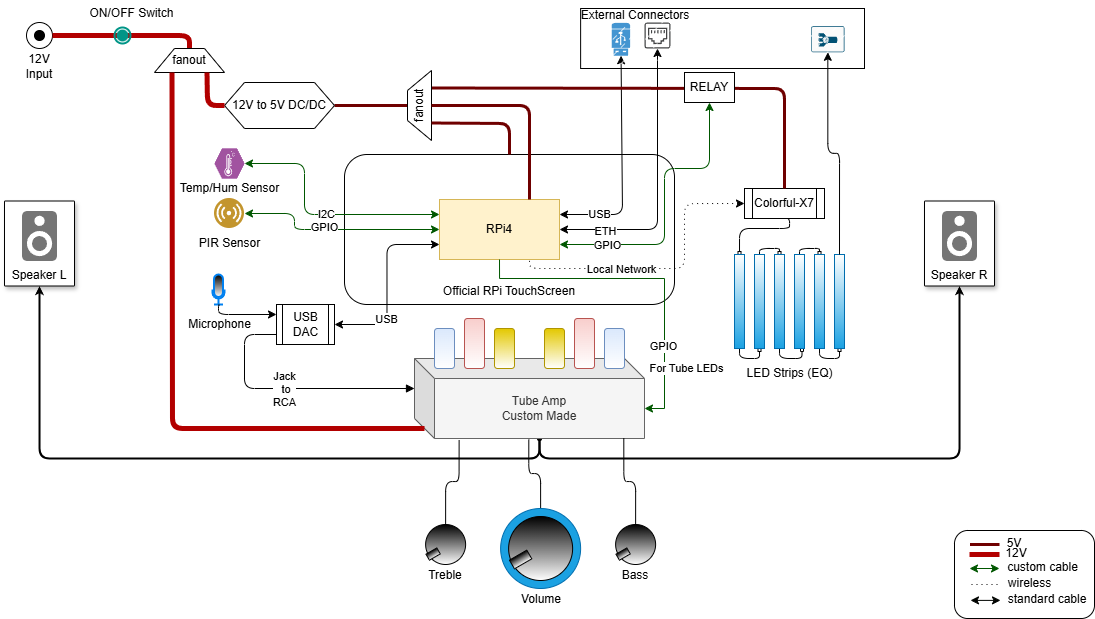 ON/OFF Switch
External Connectors
12V
Input
fanout
12V to 5V DC/DC
fanout
RELAY
Temp/Hum Sensor
PIR Sensor
I2C
GPIO
RPi4
USB
ETH
GPIO
Local Network
Official RPi TouchScreen
Colorful-X7
Speaker L
Speaker R
Microphone
USB
DAC
USB
Jack
to
RCA
GPIO
For Tube LEDs
LED Strips (EQ)
Tube Amp
Custom Made
Treble
Volume
Bass
5V
12V
custom cable
wireless
standard cable